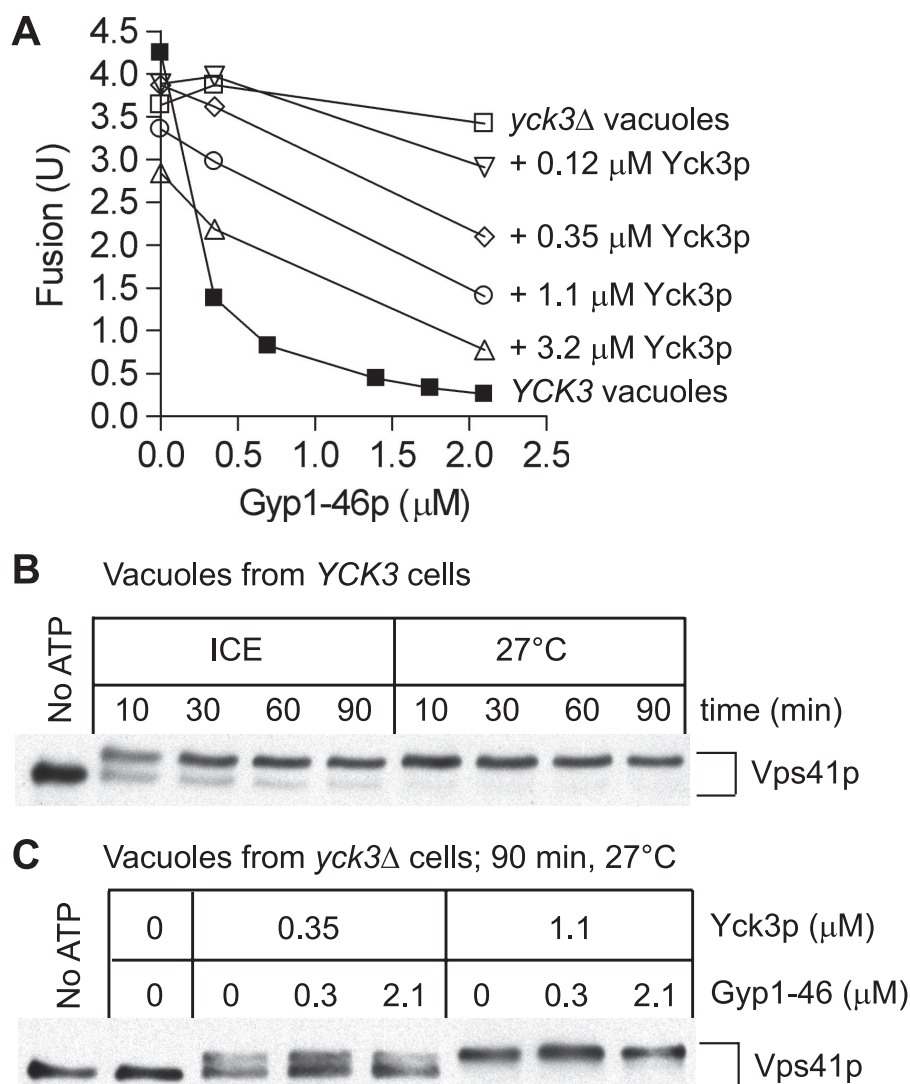 A
4.5
4.0
3.5
3.0
2.5
2.0
1.5
1.0
0.5
0.0
Fusion (U)
0.0 0.5 1.0 1.5 2.0 2.5
Gyp1-46p (μM)
yck3Δ vacuoles
+ 0.12 μM Yck3p
+ 0.35 μM Yck3p
+ 1.1 μM Yck3p
+ 3.2 μM Yck3p
YCK3 vacuoles
B Vacuoles from YCK3 cells
No ATP
ICE 27°C
10 30 60 90 10 30 60 90 time (min)
Vps41p
C Vacuoles from yck3Δ cells; 90 min, 27°C
No ATP
0 0.35 1.1 Yck3p (μM)
0 0 0.3 2.1 0 0.3 2.1 Gyp1-46 (μM)
Vps41p